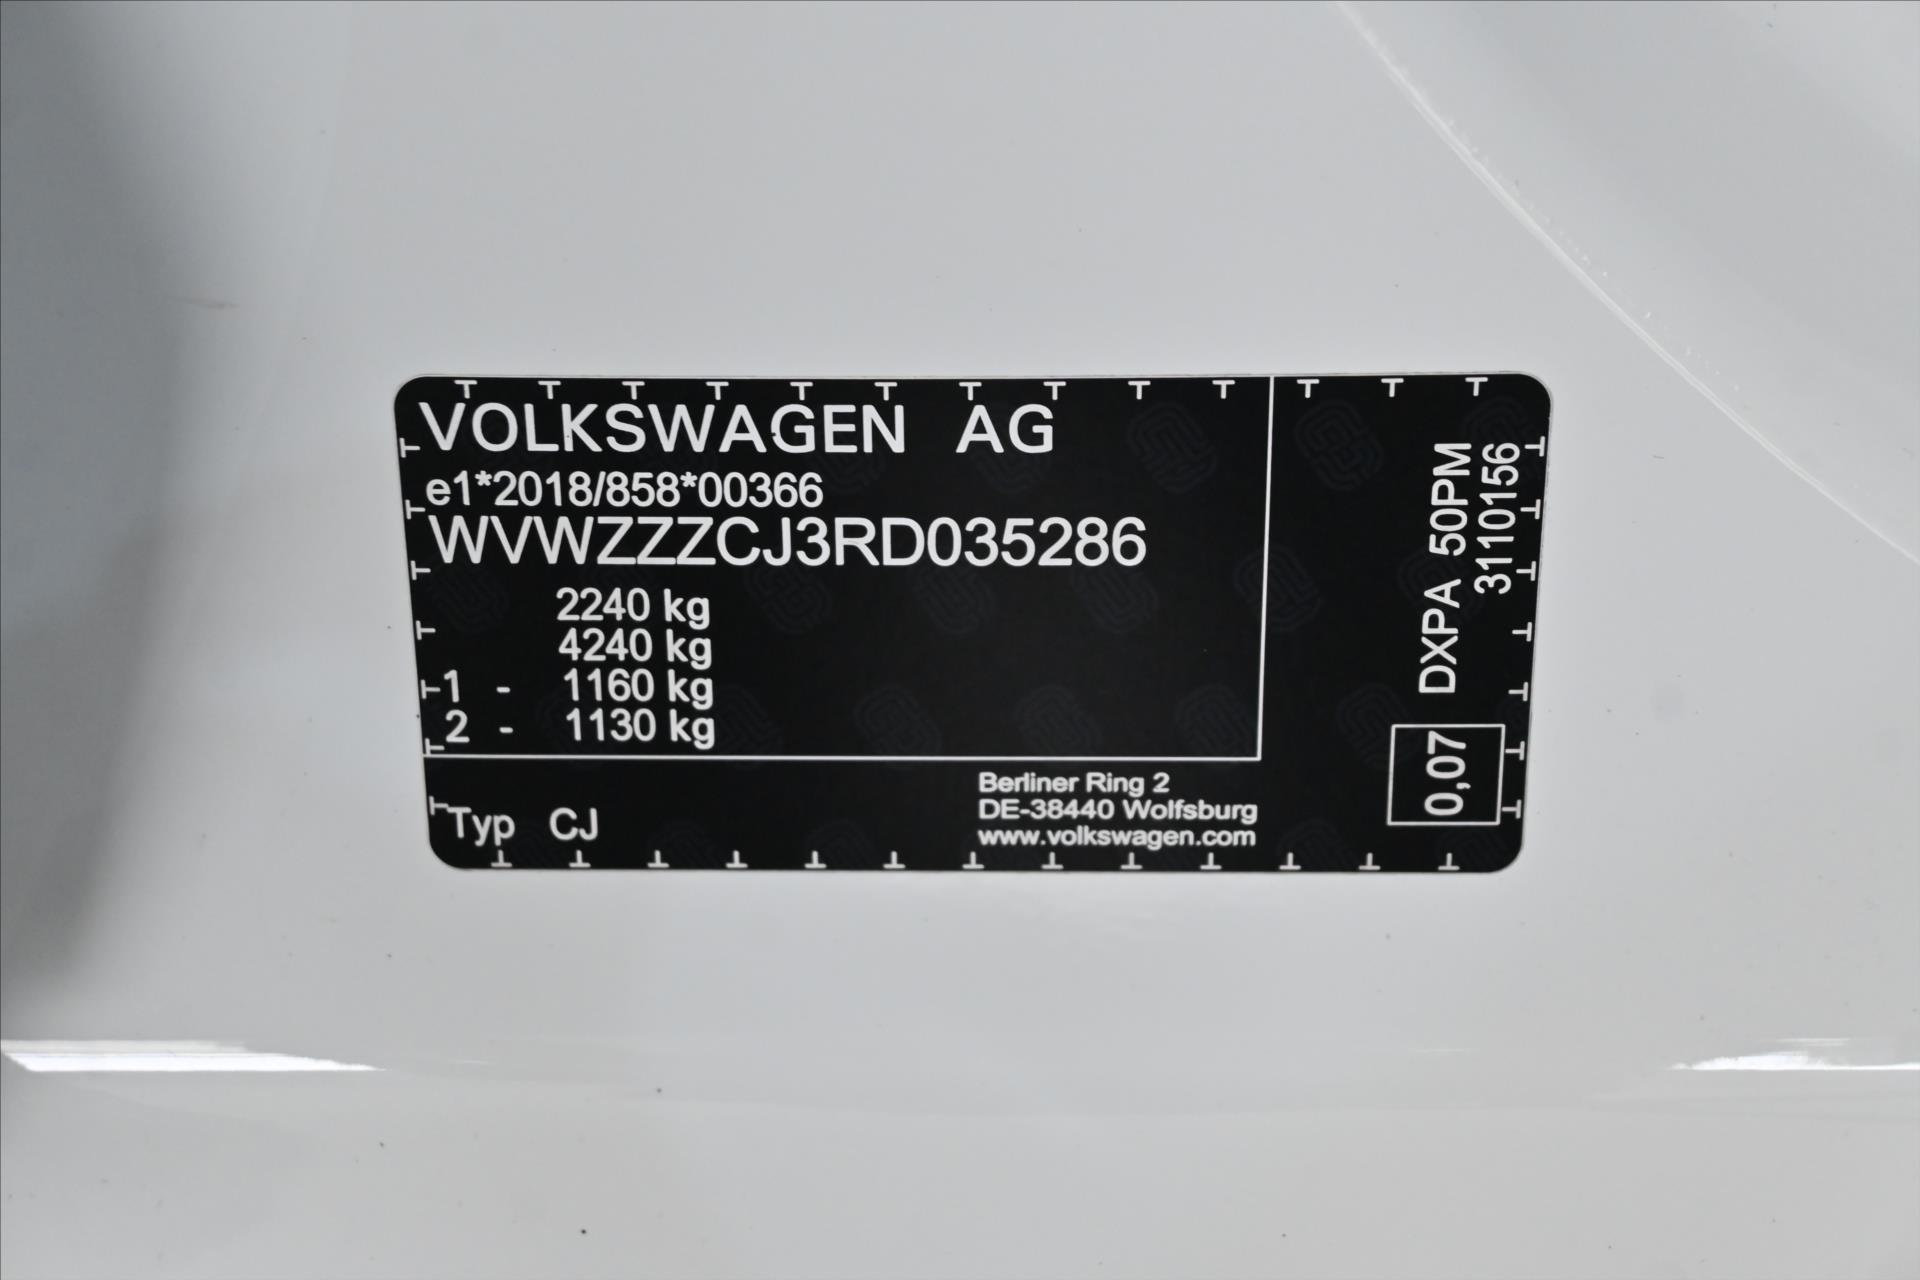 VOLKSWAGEN AG
e1*2018/858*00366
WVWZZZCJ3RD035286
2240 kg
4240 kg
1 - 1160 kg
2 - 1130 kg
Typ CJ
Berliner Ring 2
DE-38440 Wolfsburg
www.volkswagen.com
0,07 DXPA 50PM
3110156